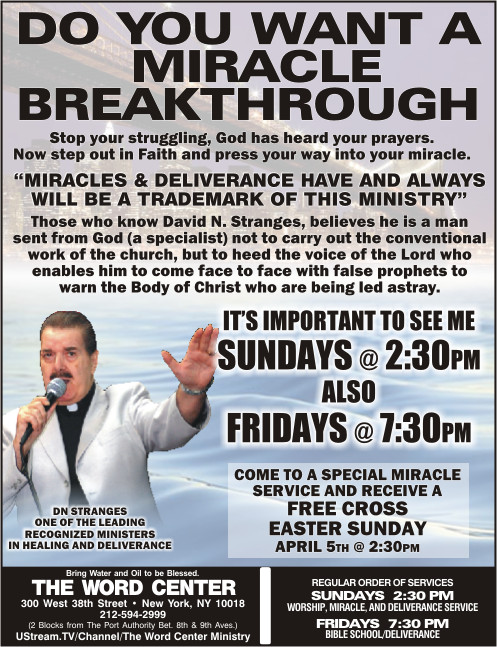 DO YOU WANT A
MIRACLE
BREAKTHROUGH
Stop your struggling, God has heard your prayers.
Now step out in Faith and press your way into your miracle.
“MIRACLES & DELIVERANCE HAVE AND ALWAYS
WILL BE A TRADEMARK OF THIS MINISTRY”
Those who know David N. Stranges, believes he is a man
sent from God (a specialist) not to carry out the conventional
work of the church, but to heed the voice of the Lord who
enables him to come face to face with false prophets to
warn the Body of Christ who are being led astray.
IT'S IMPORTANT TO SEE ME
SUNDAYS @ 2:30PM
ALSO
FRIDAYS @ 7:30PM
COME TO A SPECIAL MIRACLE
SERVICE AND RECEIVE A
FREE CROSS
EASTER SUNDAY
APRIL 5TH @ 2:30PM
DN STRANGES
ONE OF THE LEADING
RECOGNIZED MINISTERS
IN HEALING AND DELIVERANCE
Bring Water and Oil to be Blessed.
THE WORD CENTER
300 West 38th Street • New York, NY 10018
212-594-2999
(2 Blocks from The Port Authority Bet. 8th & 9th Aves.)
UStream.TV/Channel/The Word Center Ministry
REGULAR ORDER OF SERVICES
SUNDAYS 2:30 PM
WORSHIP, MIRACLE, AND DELIVERANCE SERVICE
FRIDAYS 7:30 PM
BIBLE SCHOOL/DELIVERANCE